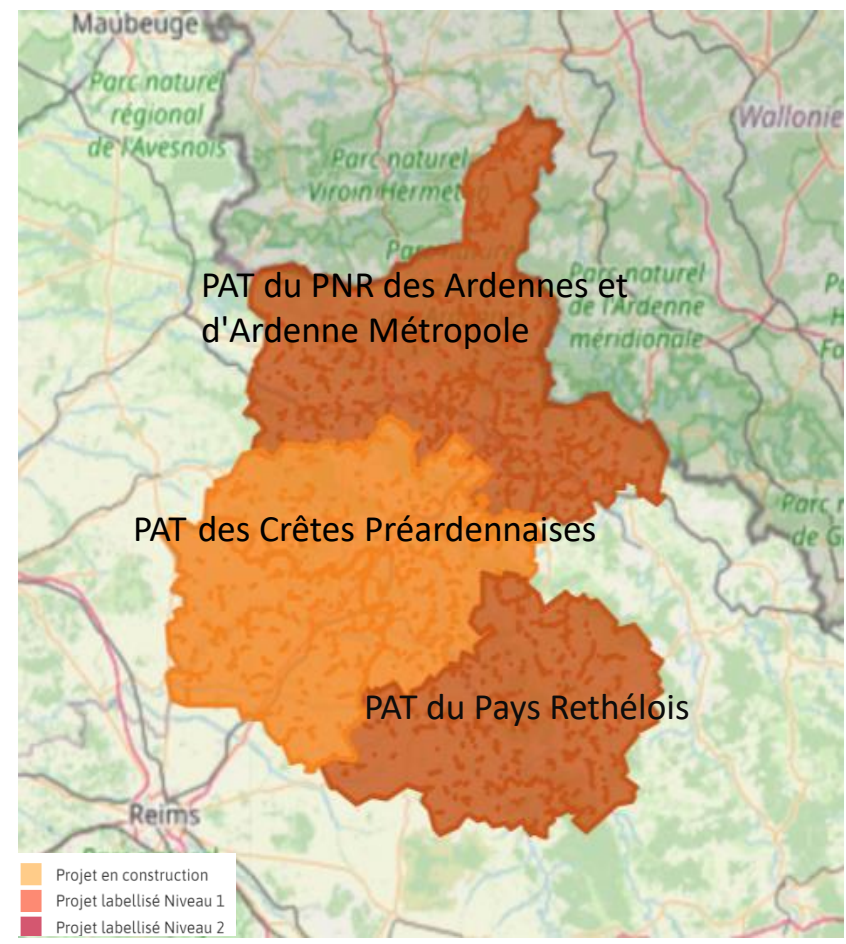 Maubeuge
Parc naturel
régional
de l'Avesnois
Wallonie
Parc naturel
Viroin Hermeton
PAT du PNR des Ardennes et
d'Ardenne Métropole
Parc naturel
de l'Ardenne
méridionale
PAT des Crêtes Préardennaises
PAT du Pays Rethélois
Reims
Projet en construction
Projet labellisé Niveau 1
Projet labellisé Niveau 2